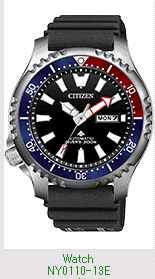 CITIZEN
AUTOMATIC
DIVER'S 200m
Watch
NY0110-13E